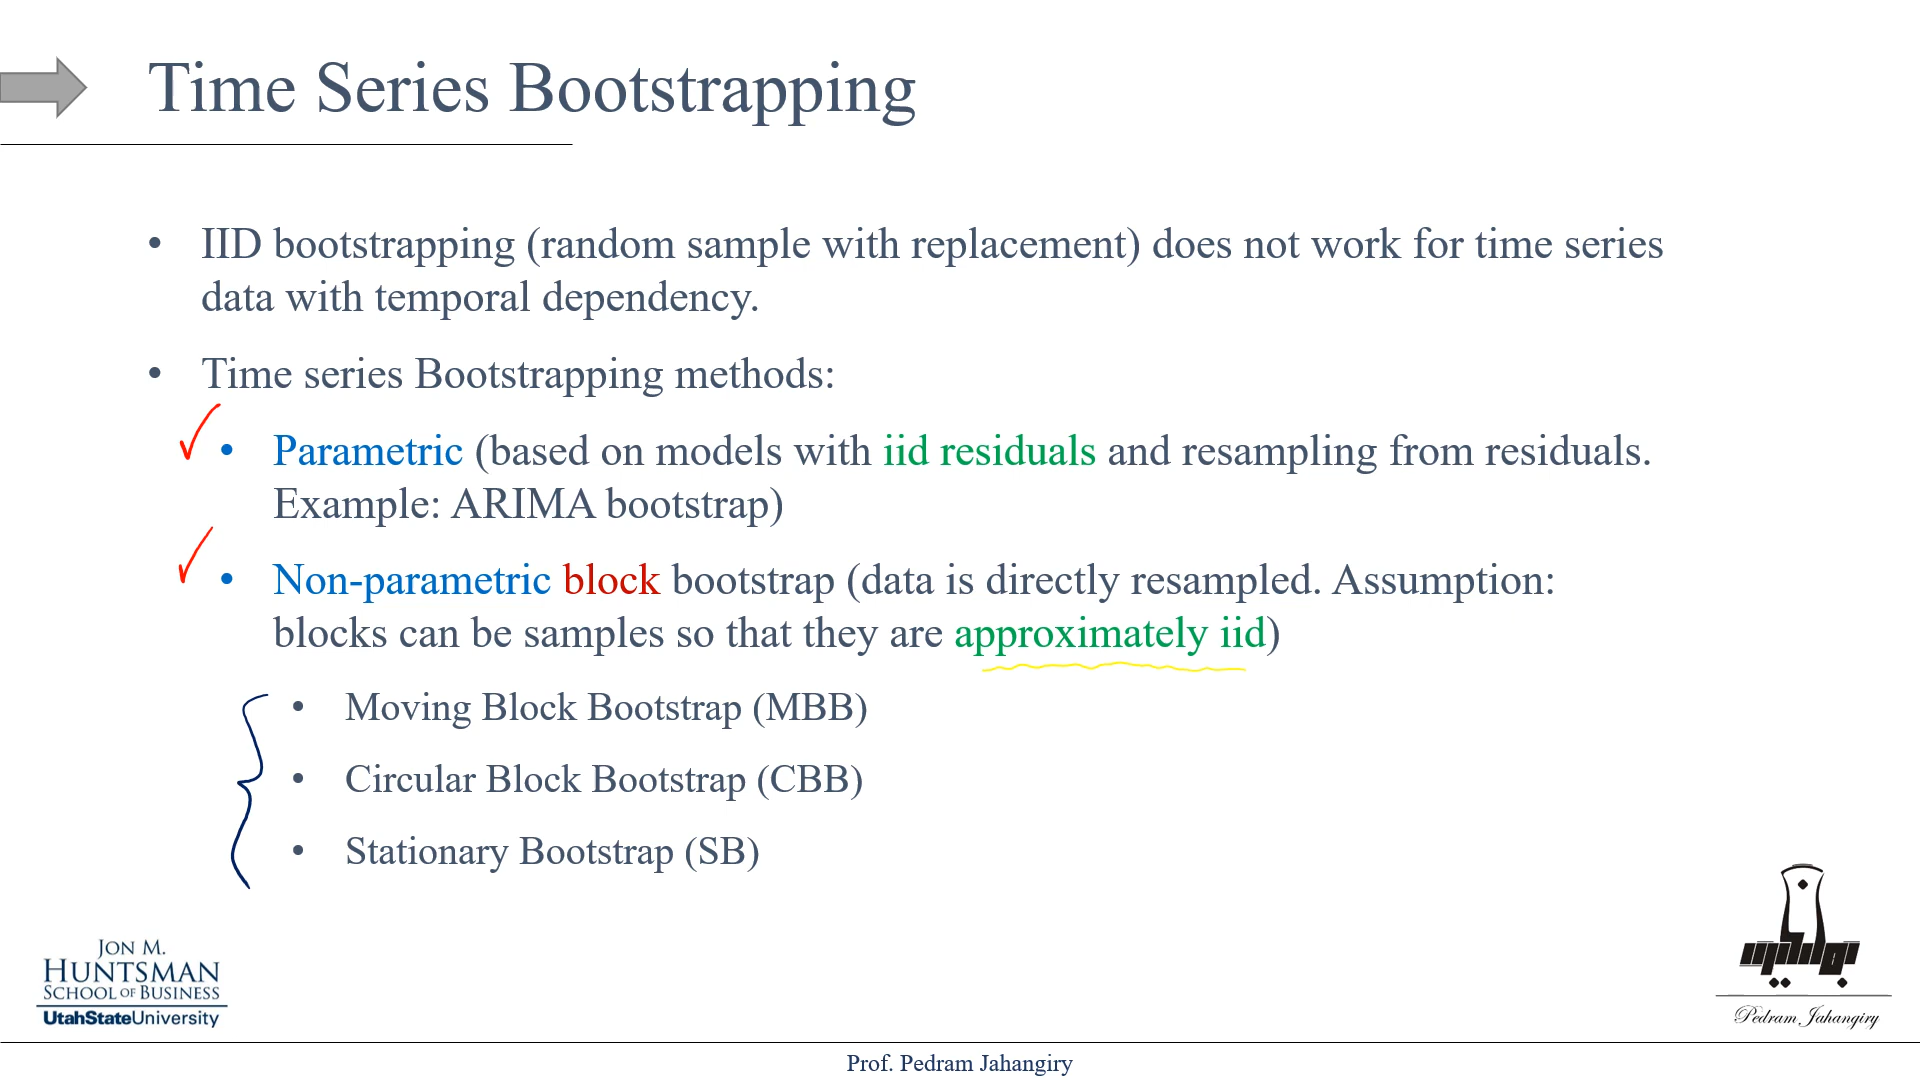 Time Series Bootstrapping
• IID bootstrapping (random sample with replacement) does not work for time series
data with temporal dependency.
• Time series Bootstrapping methods:
• Parametric (based on models with iid residuals and resampling from residuals.
Example: ARIMA bootstrap)
• Non-parametric block bootstrap (data is directly resampled. Assumption:
blocks can be samples so that they are approximately iid)
• Moving Block Bootstrap (MBB)
• Circular Block Bootstrap (CBB)
• Stationary Bootstrap (SB)
JON M.
HUNTSMAN
SCHOOL OF BUSINESS
UtahStateUniversity
Pedram Jahangiry
Prof. Pedram Jahangiry